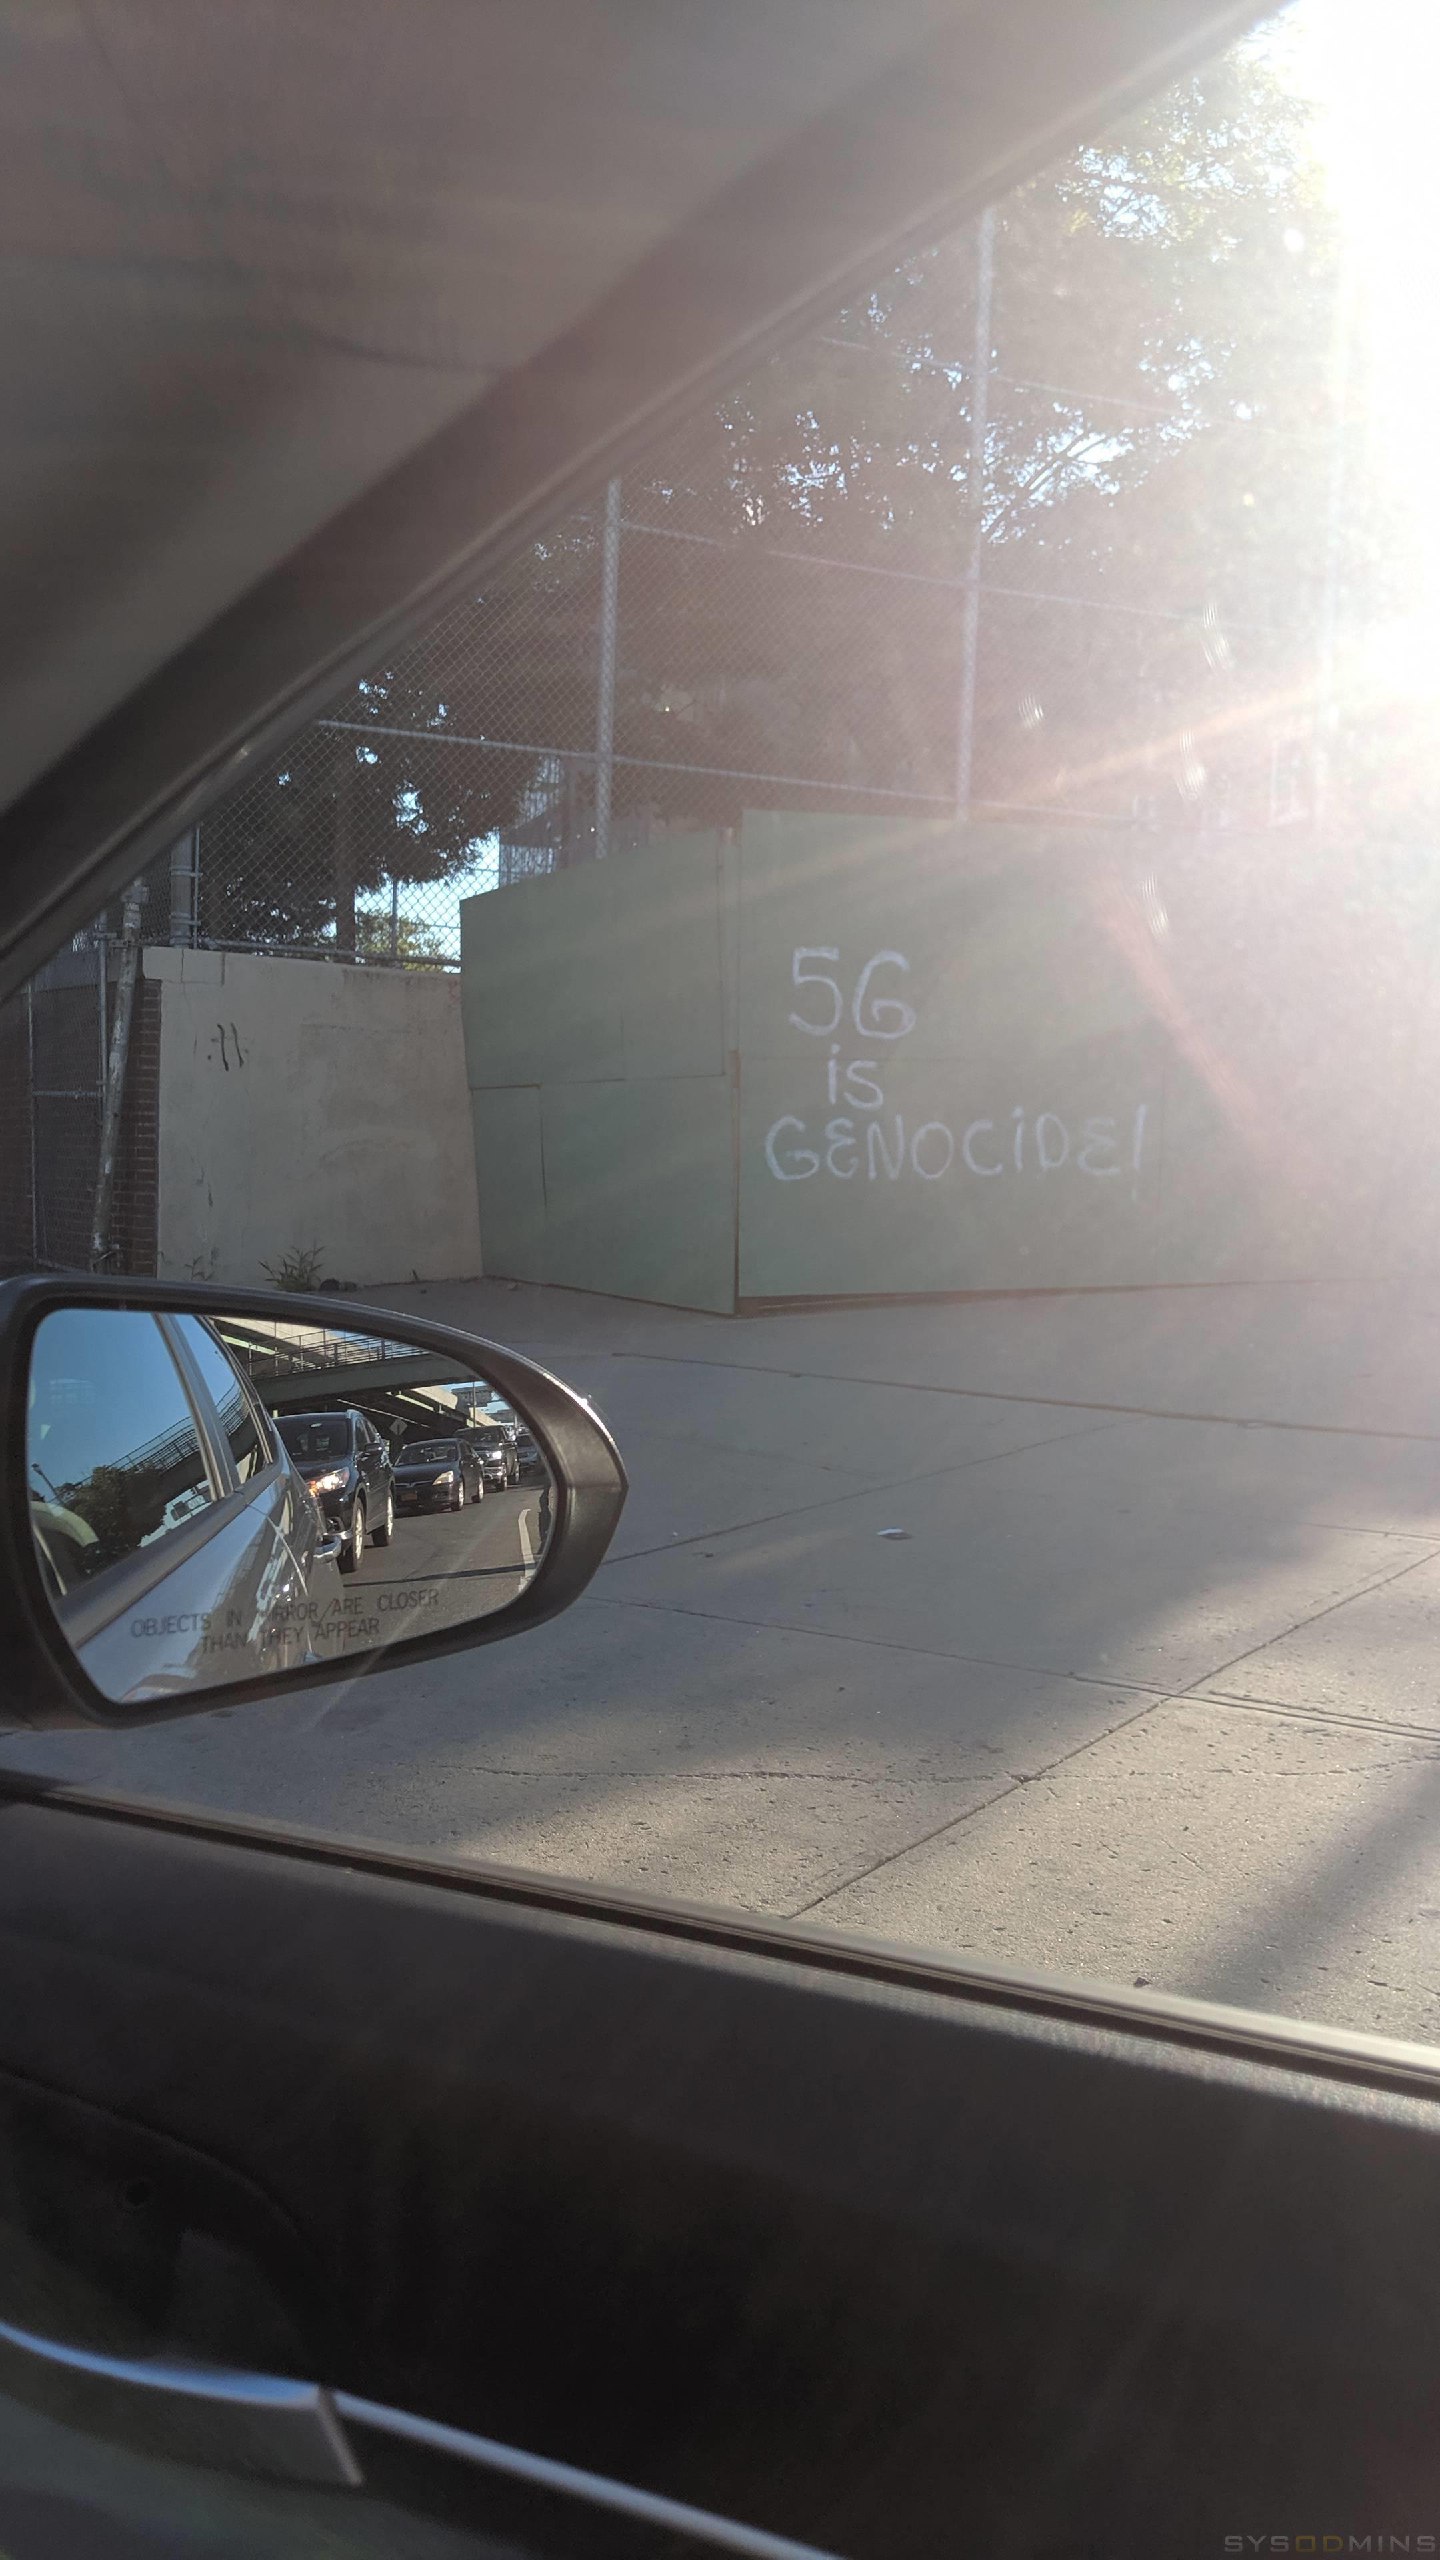 5G
is
GENOCIDE!
OBJECTS IN MIRROR ARE CLOSER
THAN THEY APPEAR
SYSODMINS